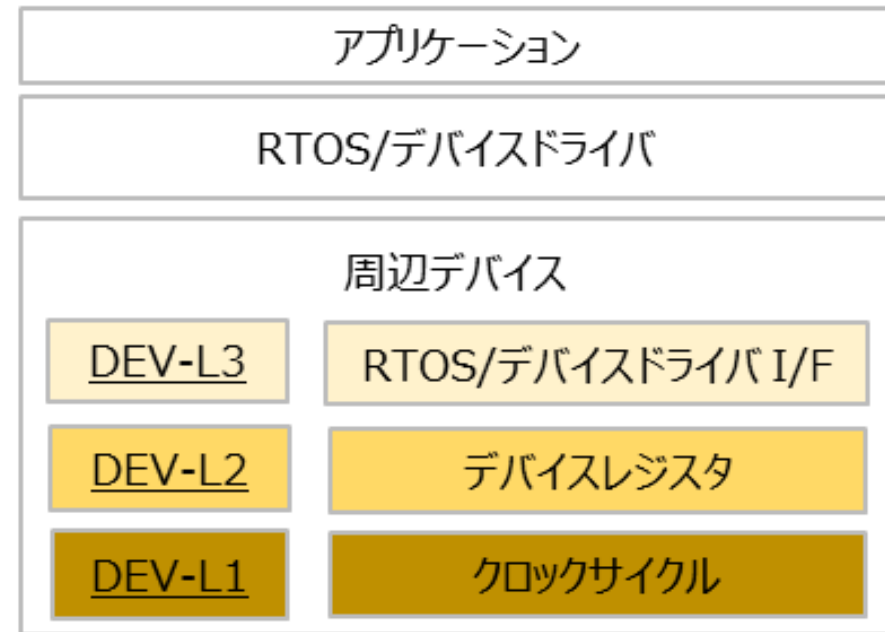 アプリケーション
RTOS/デバイスドライバ
周辺デバイス
DEV-L3 RTOS/デバイスドライバ I/F
DEV-L2 デバイスレジスタ
DEV-L1 クロックサイクル